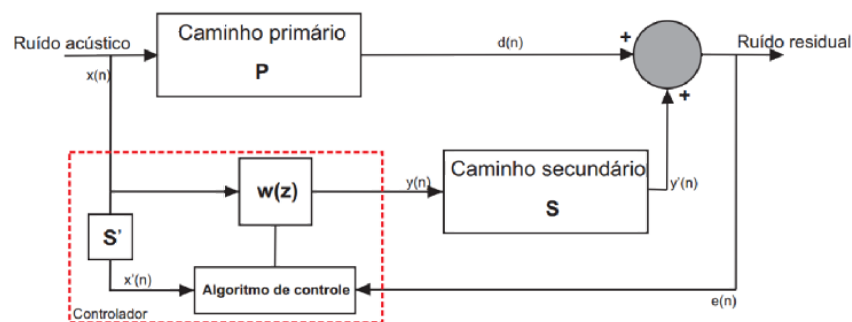 Ruído acústico
x(n)
Caminho primário
P
d(n)
+
Ruído residual
+
w(z)
y(n)
Caminho secundário
S
y'(n)
S'
x'(n)
Algoritmo de controle
e(n)
Controlador